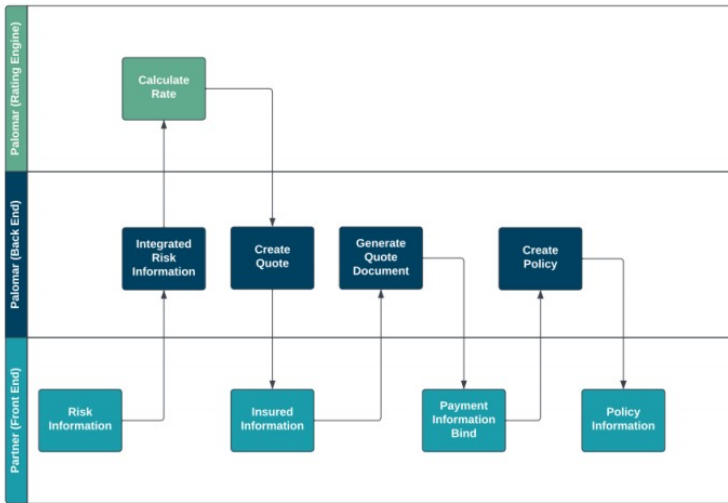 Palomar (Rating Engine)
Calculate
Rate
Palomar (Back End)
Integrated
Risk
Information
Create
Quote
Generate
Quote
Document
Create
Policy
Partner (Front End)
Risk
Information
Insured
Information
Payment
Information
Bind
Policy
Information